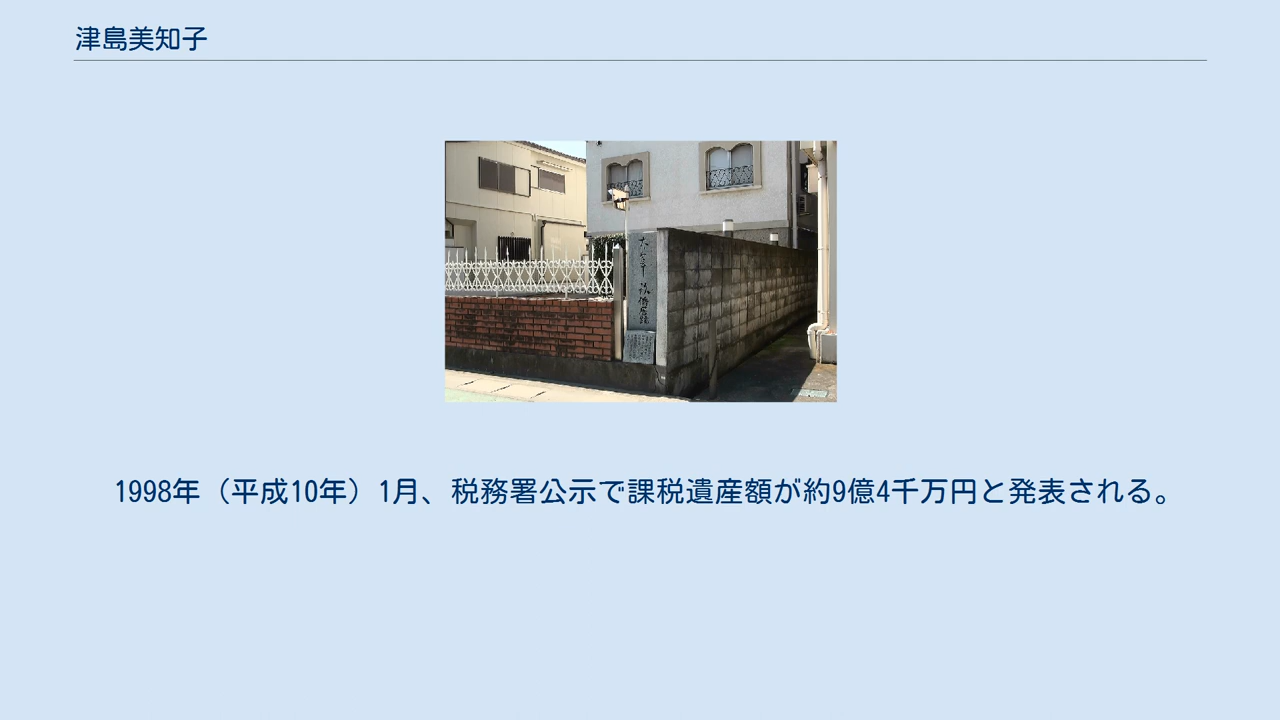 津島美知子
1998年（平成10年）1月、税務署公示で課税遺産額が約9億4千万円と発表される。